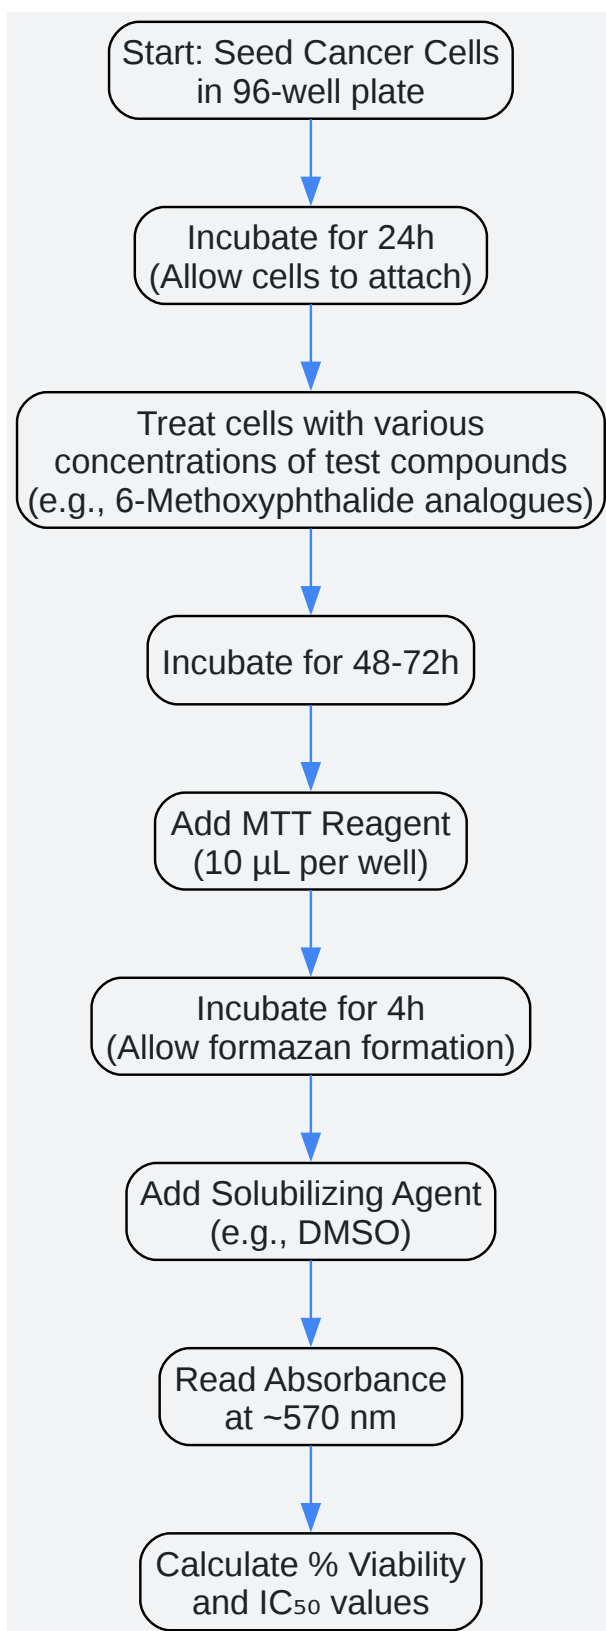 Start: Seed Cancer Cells
in 96-well plate
Incubate for 24h
(Allow cells to attach)
Treat cells with various
concentrations of test compounds
(e.g., 6-Methoxyphthalide analogues)
Incubate for 48-72h
Add MTT Reagent
(10 µL per well)
Incubate for 4h
(Allow formazan formation)
Add Solubilizing Agent
(e.g., DMSO)
Read Absorbance
at ~570 nm
Calculate % Viability
and IC₅₀ values